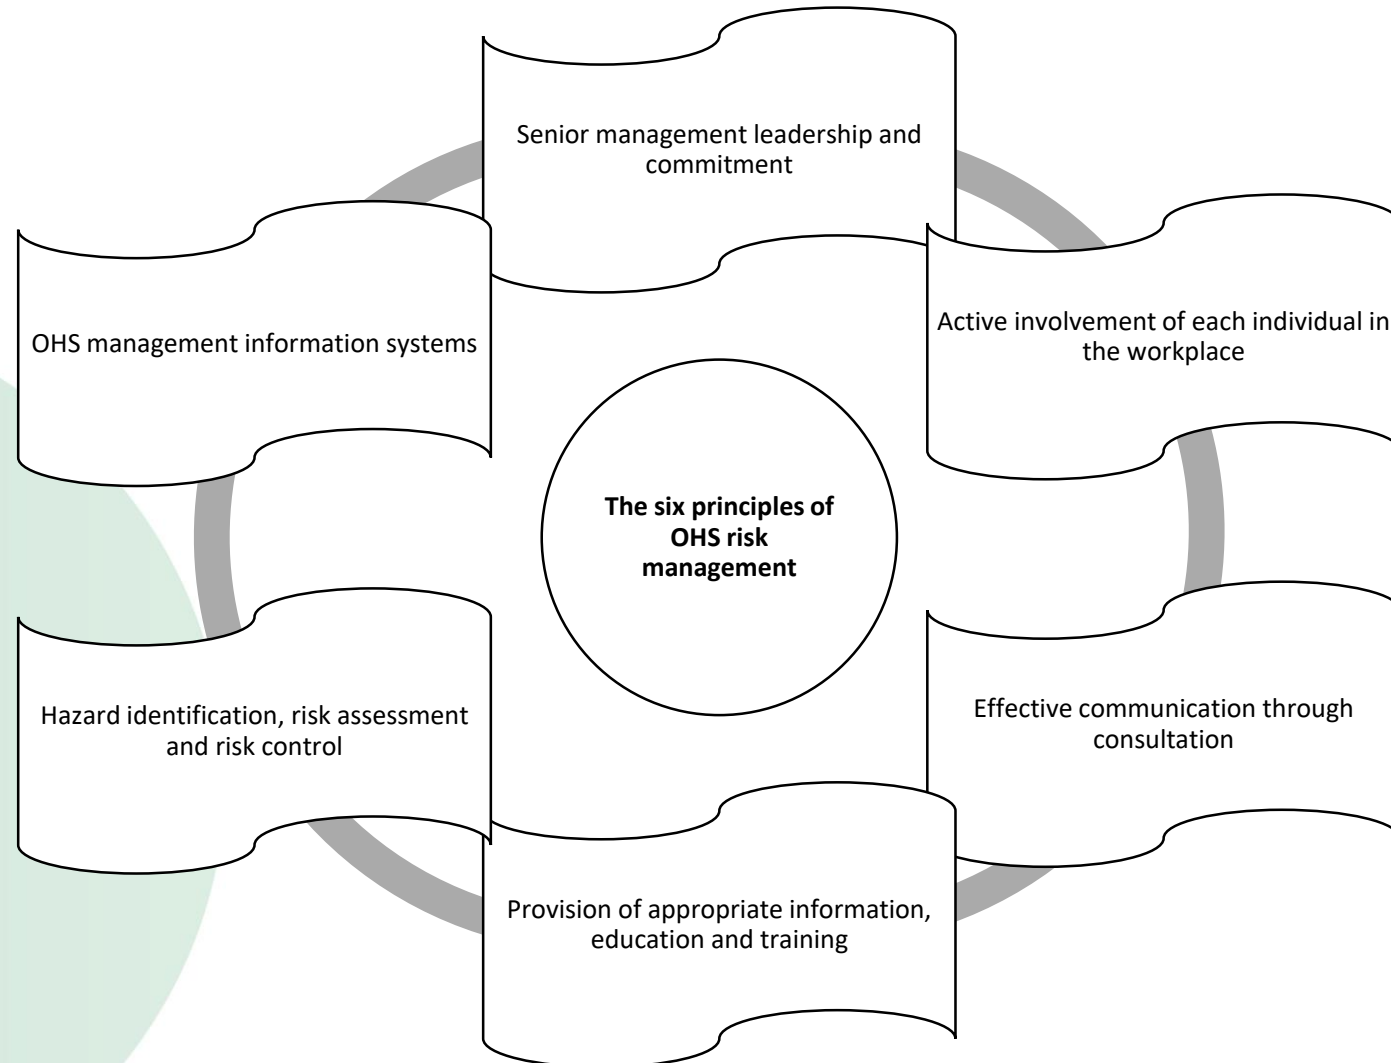 Senior management leadership and
commitment
OHS management information systems
Active involvement of each individual in
the workplace
The six principles of
OHS risk
management
Hazard identification, risk assessment
and risk control
Effective communication through
consultation
Provision of appropriate information,
education and training